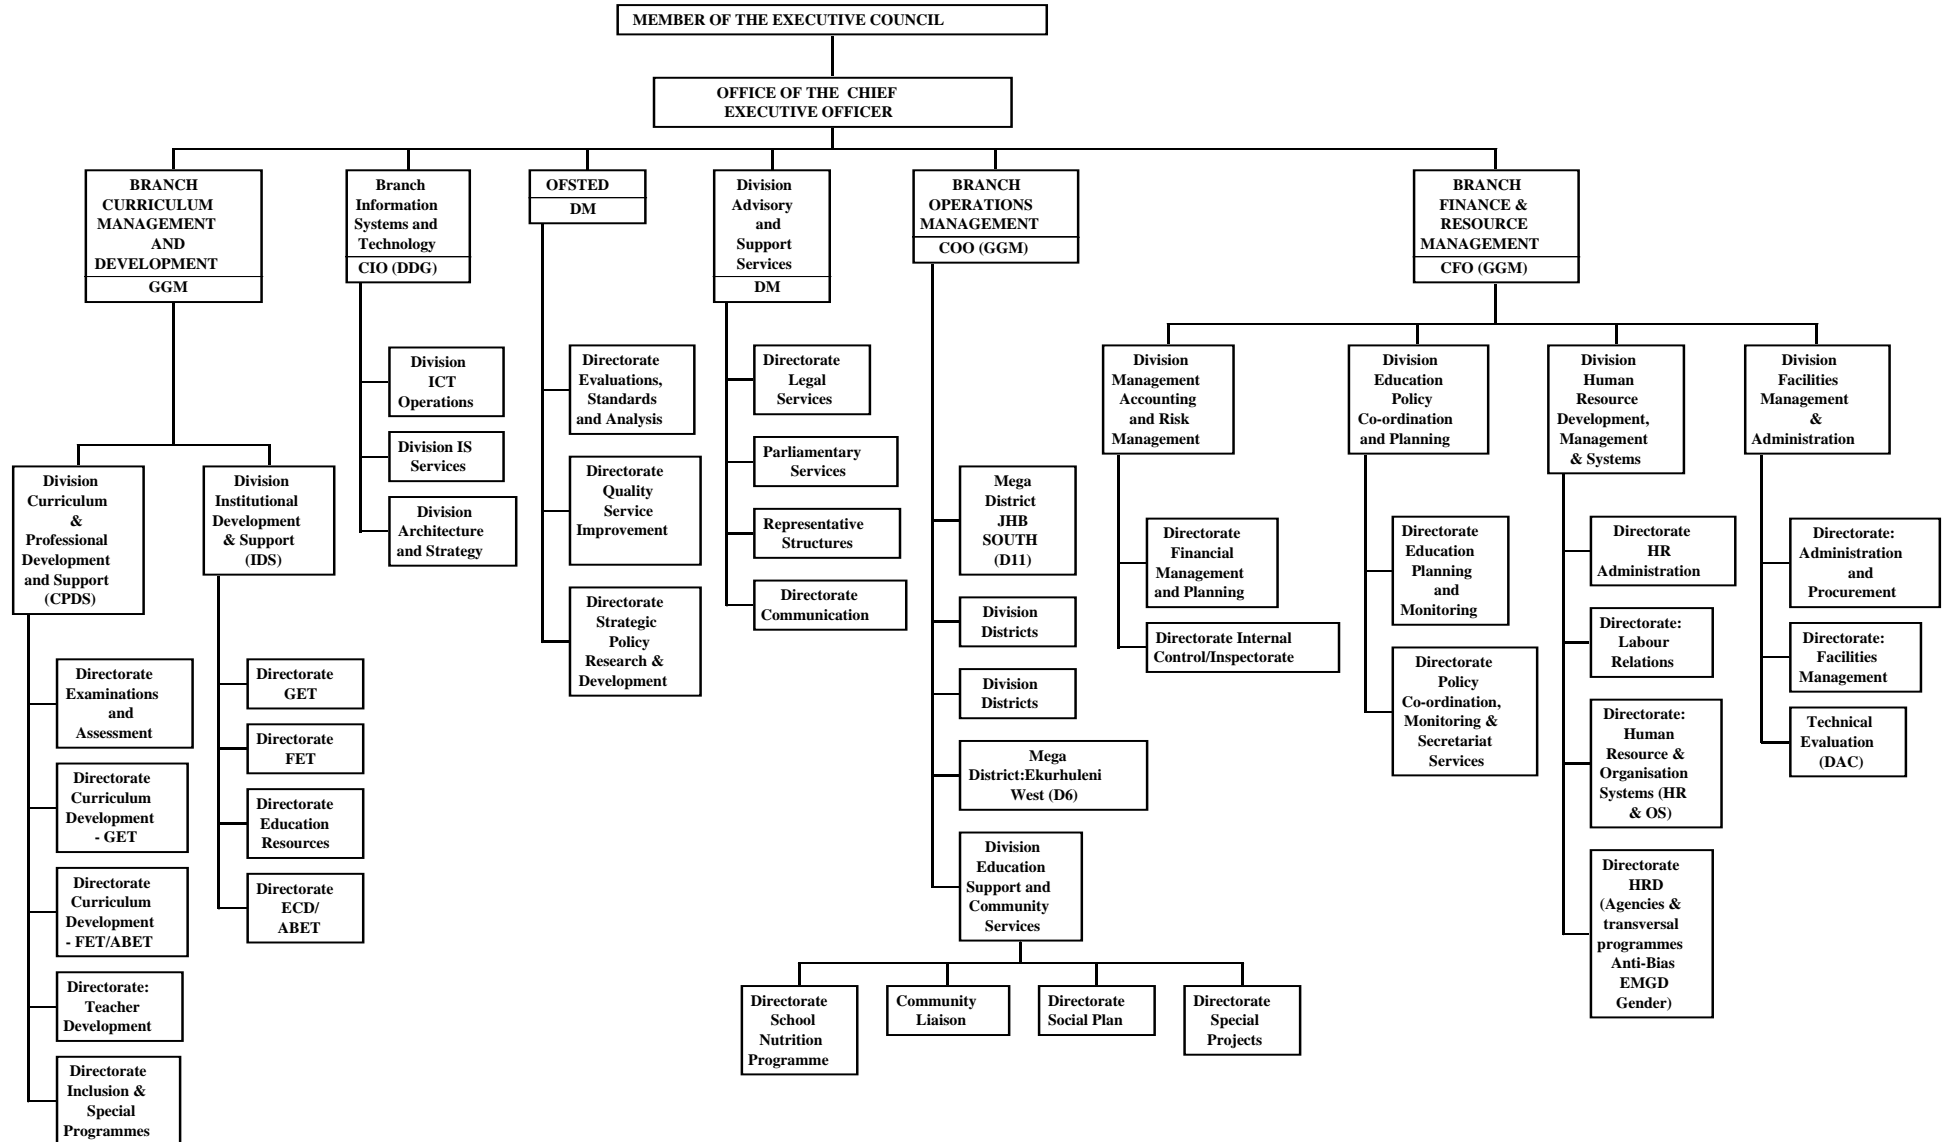 MEMBER OF THE EXECUTIVE COUNCIL
OFFICE OF THE CHIEF
EXECUTIVE OFFICER
BRANCH
CURRICULUM
MANAGEMENT
AND
DEVELOPMENT
GGM
Branch
Information
Systems and
Technology
CIO (DDG)
OFSTED
DM
Division
Advisory
and
Support
Services
DM
BRANCH
OPERATIONS
MANAGEMENT
COO (GGM)
BRANCH
FINANCE &
RESOURCE
MANAGEMENT
CFO (GGM)
Division
Curriculum
&
Professional
Development
and Support
(CPDS)
Directorate
Examinations
and
Assessment
Directorate
Curriculum
Development
- GET
Directorate
Curriculum
Development
- FET/ABET
Directorate:
Teacher
Development
Directorate
Inclusion &
Special
Programmes
Division
Institutional
Development
& Support
(IDS)
Directorate
GET
Directorate
FET
Directorate
Education
Resources
Directorate
ECD/
ABET
Division
ICT
Operations
Division IS
Services
Division
Architecture
and Strategy
Directorate
Evaluations,
Standards
and Analysis
Directorate
Quality
Service
Improvement
Directorate
Strategic
Policy
Research &
Development
Directorate
Legal
Services
Parliamentary
Services
Representative
Structures
Directorate
Communication
Mega
District
JHB
SOUTH
(D11)
Division
Districts
Division
Districts
Mega
District:Ekurhuleni
West (D6)
Division
Education
Support and
Community
Services
Directorate
School
Nutrition
Programme
Community
Liaison
Directorate
Social Plan
Directorate
Special
Projects
Division
Management
Accounting
and Risk
Management
Directorate
Financial
Management
and Planning
Directorate Internal
Control/Inspectorate
Division
Education
Policy
Co-ordination
and Planning
Directorate
Education
Planning
and
Monitoring
Directorate
Policy
Co-ordination,
Monitoring &
Secretariat
Services
Division
Human
Resource
Development,
Management
& Systems
Directorate
HR
Administration
Directorate:
Labour
Relations
Directorate:
Human
Resource &
Organisation
Systems (HR
& OS)
Directorate
HRD
(Agencies &
transversal
programmes
Anti-Bias
EMGD
Gender)
Division
Facilities
Management
&
Administration
Directorate:
Administration
and
Procurement
Directorate:
Facilities
Management
Technical
Evaluation
(DAC)